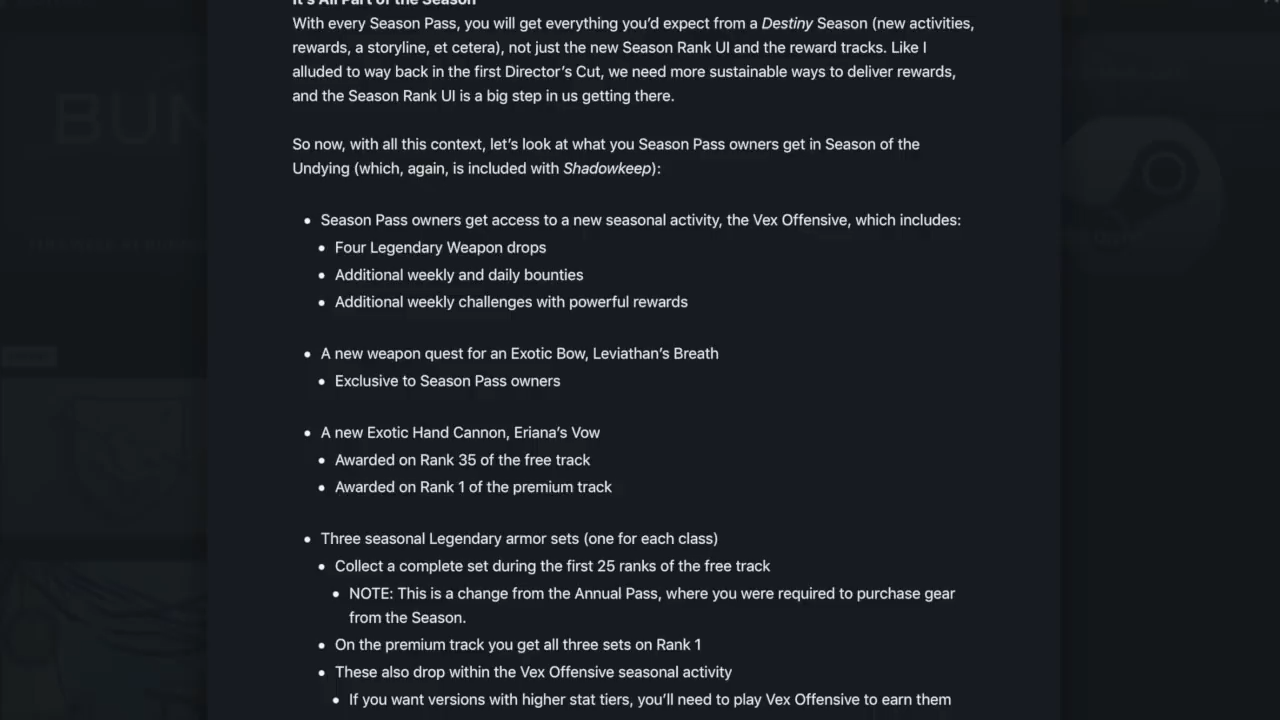 It's All Part of the Season
With every Season Pass, you will get everything you'd expect from a Destiny Season (new activities,
rewards, a storyline, et cetera), not just the new Season Rank UI and the reward tracks. Like I
alluded to way back in the first Director's Cut, we need more sustainable ways to deliver rewards,
and the Season Rank UI is a big step in us getting there.
So now, with all this context, let's look at what you Season Pass owners get in Season of the
Undying (which, again, is included with Shadowkeep):
• Season Pass owners get access to a new seasonal activity, the Vex Offensive, which includes:
• Four Legendary Weapon drops
• Additional weekly and daily bounties
• Additional weekly challenges with powerful rewards
• A new weapon quest for an Exotic Bow, Leviathan's Breath
• Exclusive to Season Pass owners
• A new Exotic Hand Cannon, Eriana's Vow
• Awarded on Rank 35 of the free track
• Awarded on Rank 1 of the premium track
• Three seasonal Legendary armor sets (one for each class)
• Collect a complete set during the first 25 ranks of the free track
• NOTE: This is a change from the Annual Pass, where you were required to purchase gear
from the Season.
• On the premium track you get all three sets on Rank 1
• These also drop within the Vex Offensive seasonal activity
• If you want versions with higher stat tiers, you'll need to play Vex Offensive to earn them
BUN